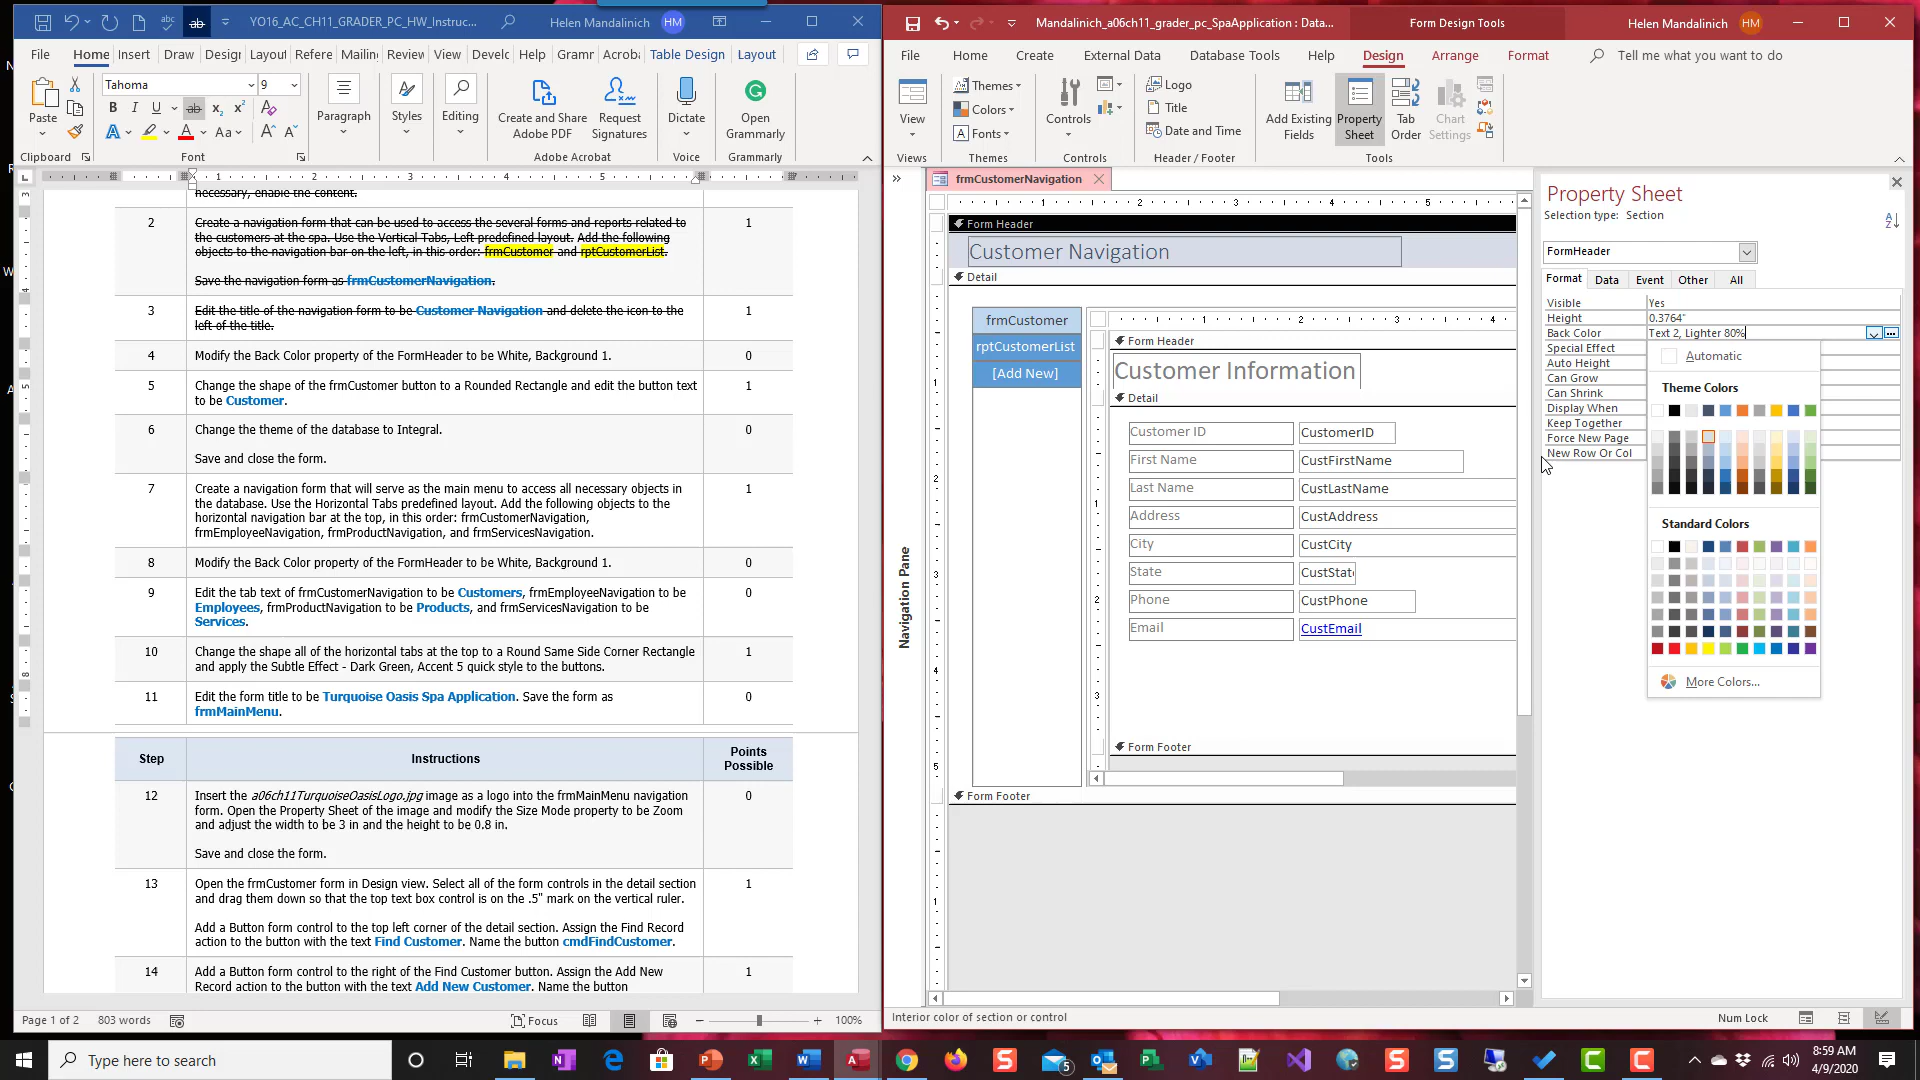 YO16_AC_CH11_GRADER_PC_HW_Instruc...
Helen Mandalinich
HM
File
Home
Insert
Draw
Design
Layout
Refere
Mailing
Review
View
Develo
Help
Gramm
Acroba
Table Design
Layout
Tahoma
9
Paste
Paragraph
Styles
Editing
Create and Share
Adobe PDF
Request
Signatures
Dictate
Open
Grammarly
Clipboard
Font
Adobe Acrobat
Voice
Grammarly
necessary, enable the content.
2
Create a navigation form that can be used to access the several forms and reports related to
the customers at the spa. Use the Vertical Tabs, Left predefined layout. Add the following
objects to the navigation bar on the left, in this order: frmCustomer and rptCustomerList.
Save the navigation form as frmCustomerNavigation.
1
3
Edit the title of the navigation form to be Customer Navigation and delete the icon to the
left of the title.
1
4
Modify the Back Color property of the FormHeader to be White, Background 1.
0
5
Change the shape of the frmCustomer button to a Rounded Rectangle and edit the button text
to be Customer.
1
6
Change the theme of the database to Integral.
Save and close the form.
0
7
Create a navigation form that will serve as the main menu to access all necessary objects in
the database. Use the Horizontal Tabs predefined layout. Add the following objects to the
horizontal navigation bar at the top, in this order: frmCustomerNavigation,
frmEmployeeNavigation, frmProductNavigation, and frmServicesNavigation.
1
8
Modify the Back Color property of the FormHeader to be White, Background 1.
0
9
Edit the tab text of frmCustomerNavigation to be Customers, frmEmployeeNavigation to be
Employees, frmProductNavigation to be Products, and frmServicesNavigation to be
Services.
0
10
Change the shape all of the horizontal tabs at the top to a Round Same Side Corner Rectangle
and apply the Subtle Effect - Dark Green, Accent 5 quick style to the buttons.
1
11
Edit the form title to be Turquoise Oasis Spa Application. Save the form as
frmMainMenu.
0
Step
Instructions
Points
Possible
12
Insert the a06ch11TurquoiseOasisLogo.jpg image as a logo into the frmMainMenu navigation
form. Open the Property Sheet of the image and modify the Size Mode property to be Zoom
and adjust the width to be 3 in and the height to be 0.8 in.
Save and close the form.
0
13
Open the frmCustomer form in Design view. Select all of the form controls in the detail section
and drag them down so that the top text box control is on the .5" mark on the vertical ruler.
Add a Button form control to the top left corner of the detail section. Assign the Find Record
action to the button with the text Find Customer. Name the button cmdFindCustomer.
1
14
Add a Button form control to the right of the Find Customer button. Assign the Add New
Record action to the button with the text Add New Customer. Name the button
1
Page 1 of 2
803 words
Focus
100%
Mandalinich_a06ch11_grader_pc_SpaApplication : Data...
Form Design Tools
Helen Mandalinich
HM
File
Home
Create
External Data
Database Tools
Help
Design
Arrange
Format
Tell me what you want to do
View
Themes
Colors
Fonts
Controls
Logo
Title
Date and Time
Add Existing
Fields
Property
Sheet
Tab
Order
Chart
Settings
Views
Themes
Controls
Header / Footer
Tools
Navigation Pane
frmCustomerNavigation
Form Header
Customer Navigation
Detail
frmCustomer
rptCustomerList
[Add New]
Form Header
Customer Information
Detail
Customer ID
CustomerID
First Name
CustFirstName
Last Name
CustLastName
Address
CustAddress
City
CustCity
State
CustState
Phone
CustPhone
Email
CustEmail
Form Footer
Form Footer
Property Sheet
Selection type: Section
FormHeader
Format
Data
Event
Other
All
Visible
Yes
Height
0.3764"
Back Color
Text 2, Lighter 80%
Special Effect
Auto Height
Can Grow
Can Shrink
Display When
Keep Together
Force New Page
New Row Or Col
Automatic
Theme Colors
Standard Colors
More Colors...
Interior color of section or control
Num Lock
Type here to search
8:59 AM
4/9/2020